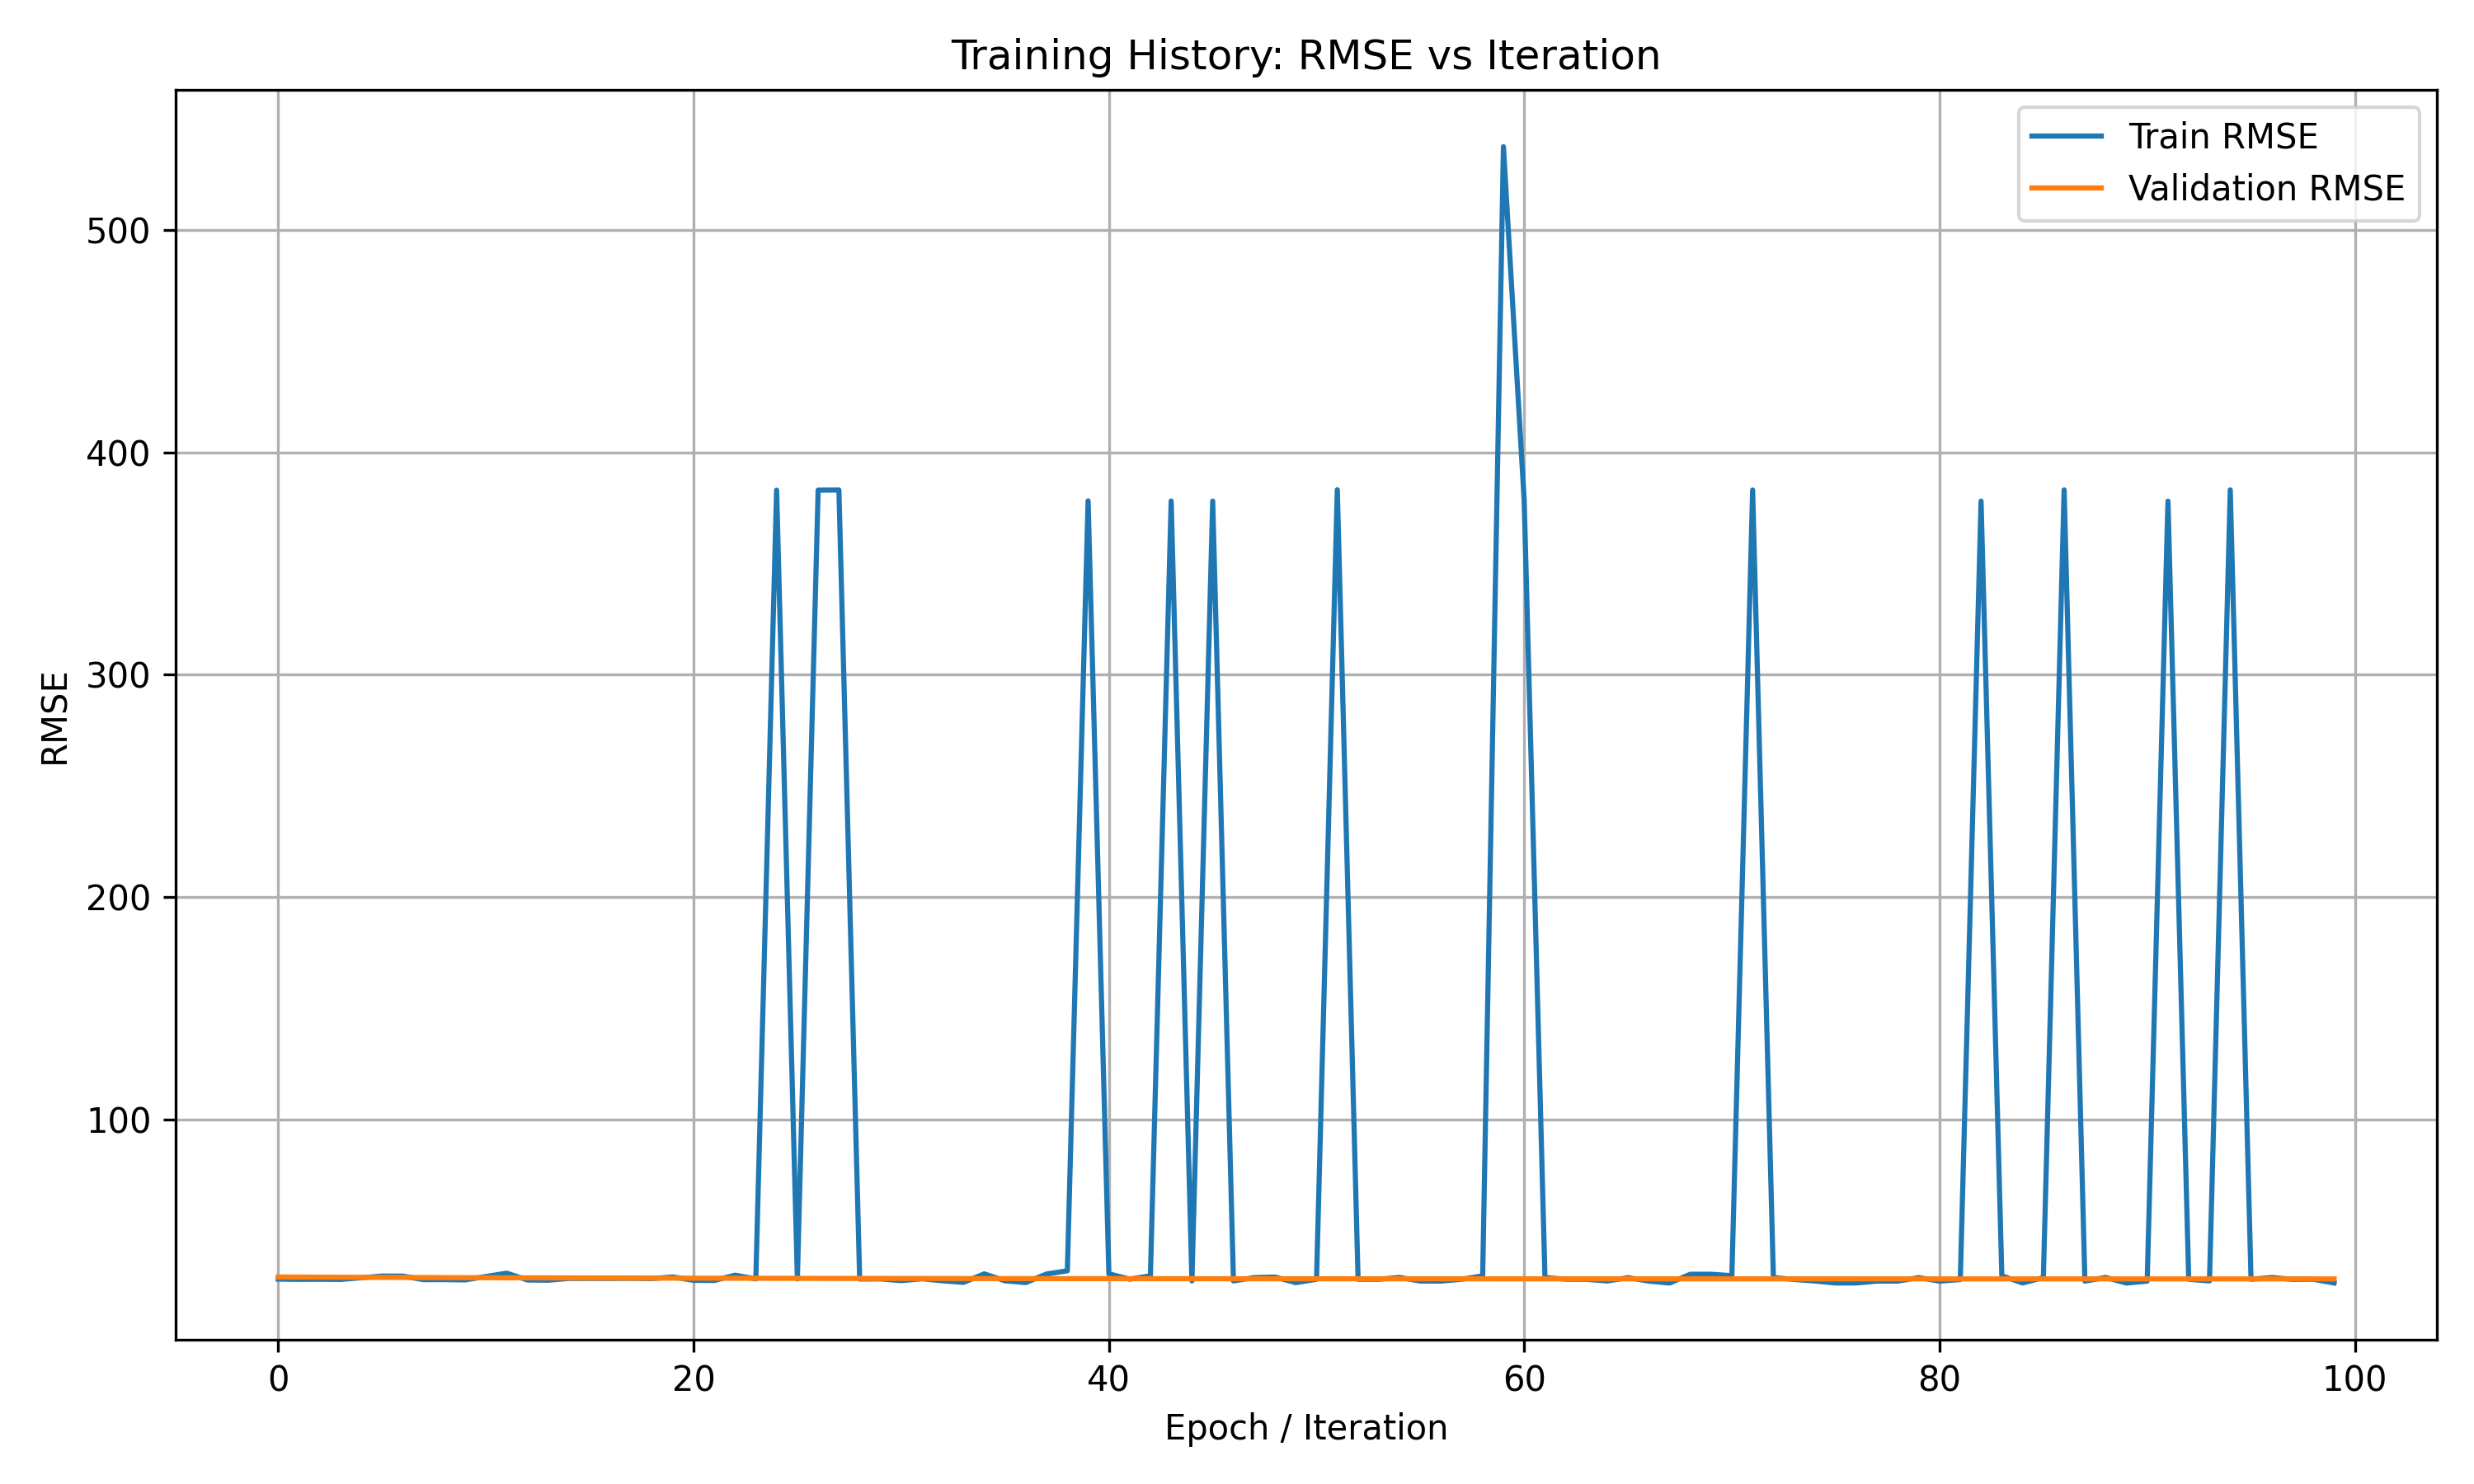 Training History: RMSE vs Iteration
Train RMSE
Validation RMSE
500
400
300
200
100
RMSE
0 20 40 60 80 100
Epoch / Iteration